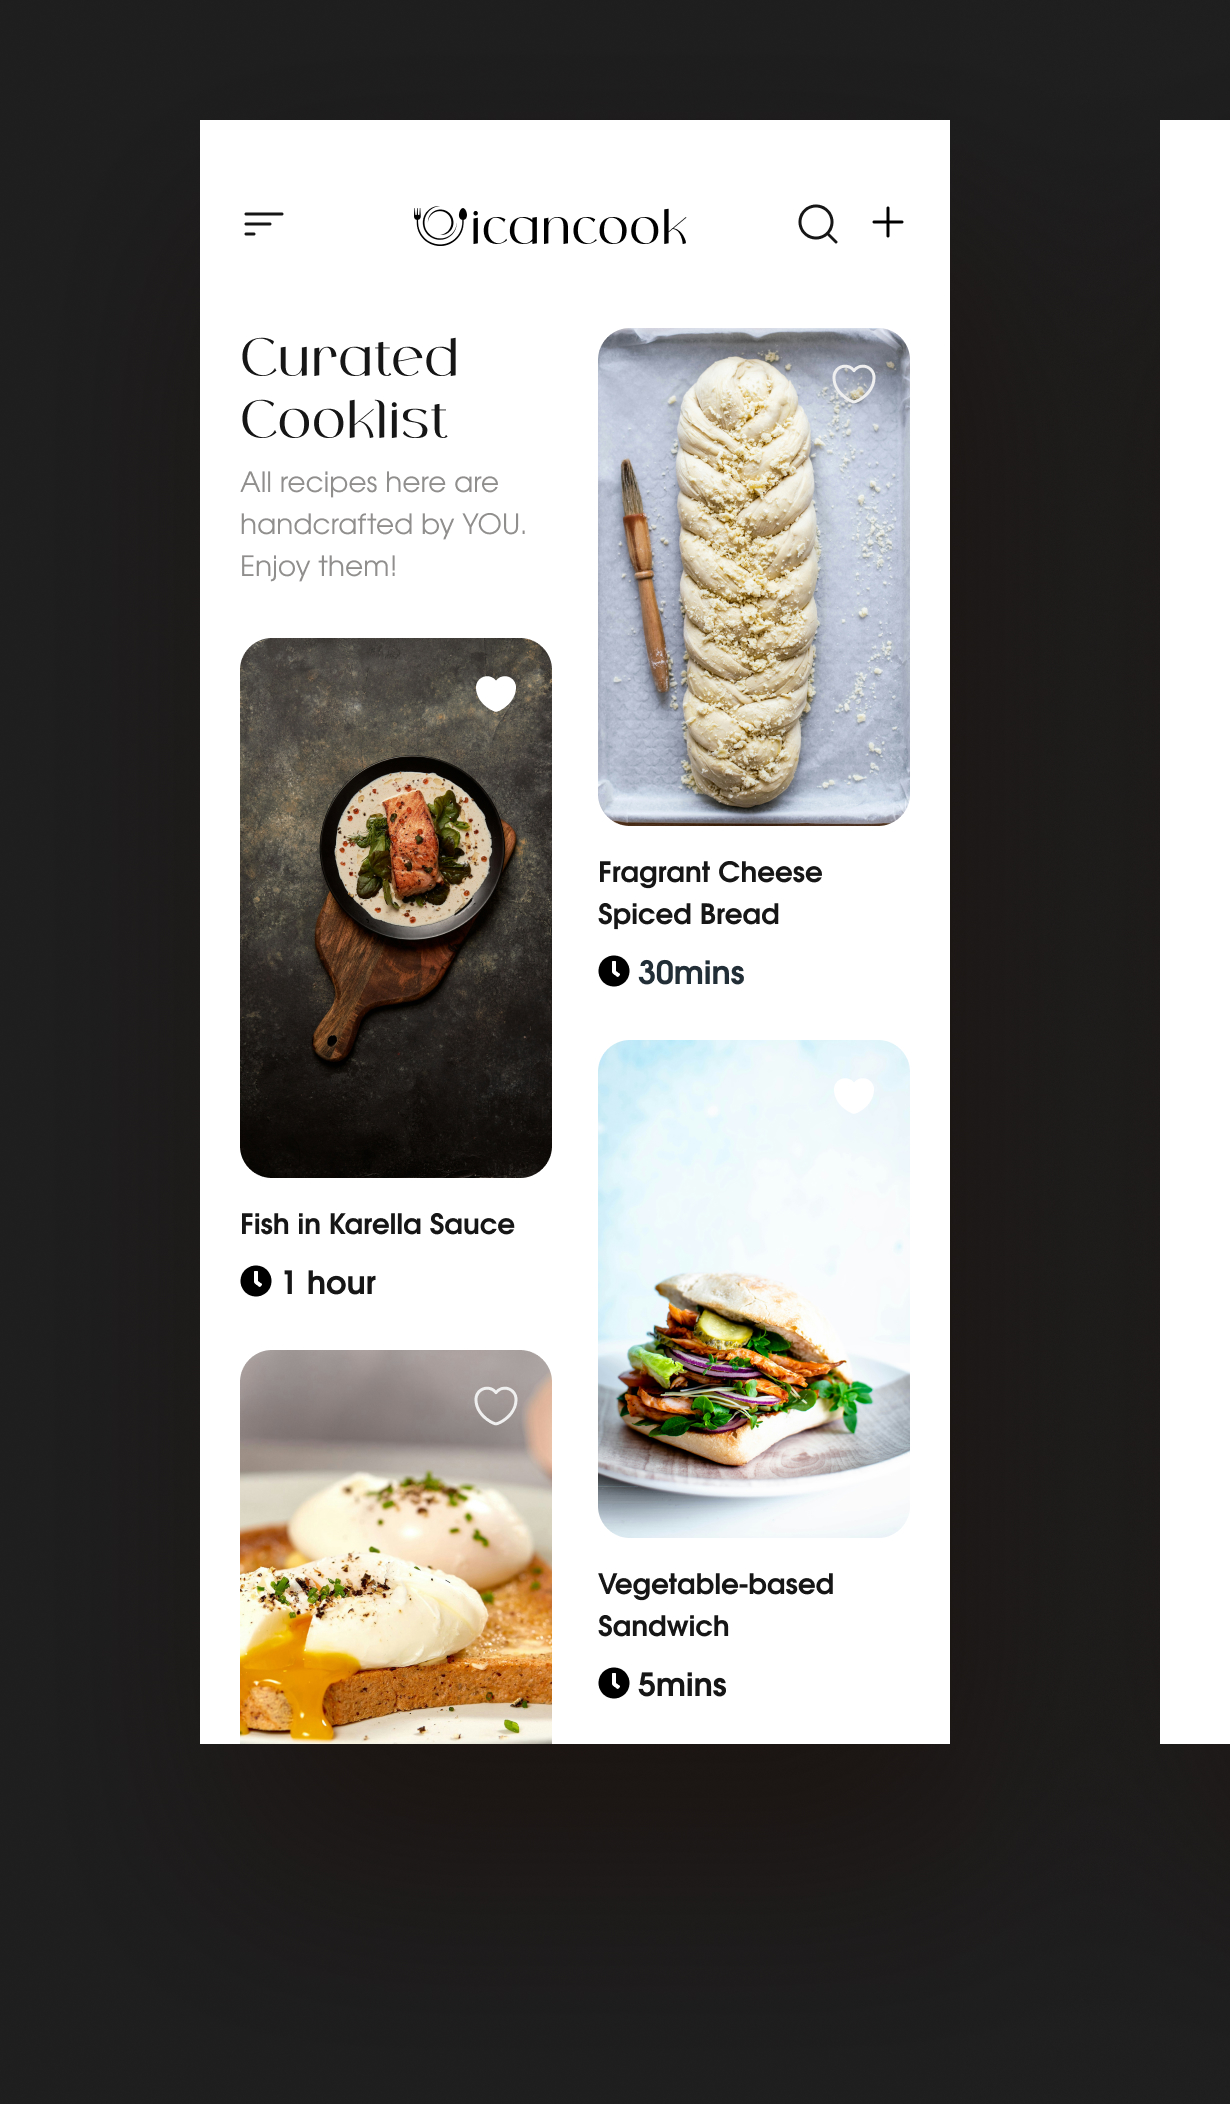 icancook
Curated
Cooklist
All recipes here are
handcrafted by YOU.
Enjoy them!
Fish in Karella Sauce
1 hour
Fragrant Cheese
Spiced Bread
30mins
Vegetable-based
Sandwich
5mins